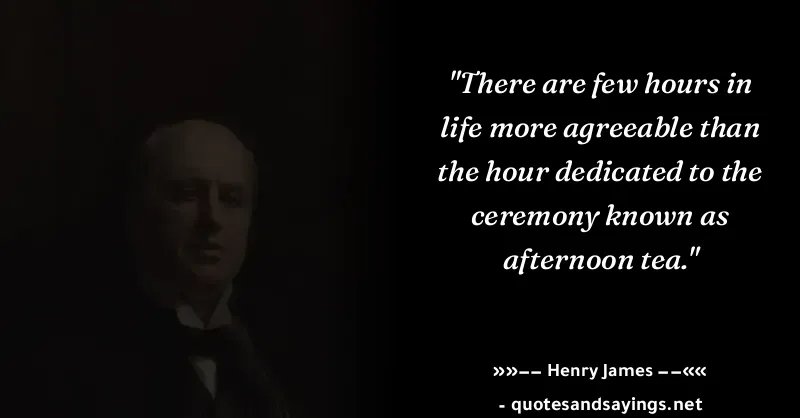 "There are few hours in
life more agreeable than
the hour dedicated to the
ceremony known as
afternoon tea."
»»−− Henry James −−««
- quotesandsayings.net